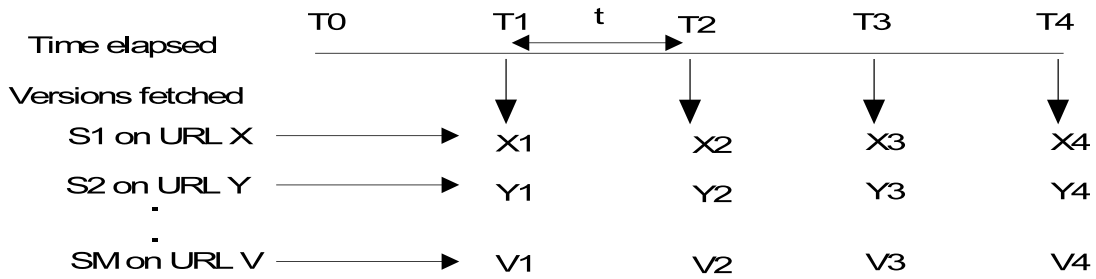 T0 T1 t T2 T3 T4
Time elapsed
Versions fetched
S1 on URL X X1 X2 X3 X4
S2 on URL Y Y1 Y2 Y3 Y4
.
.
SM on URL V V1 V2 V3 V4